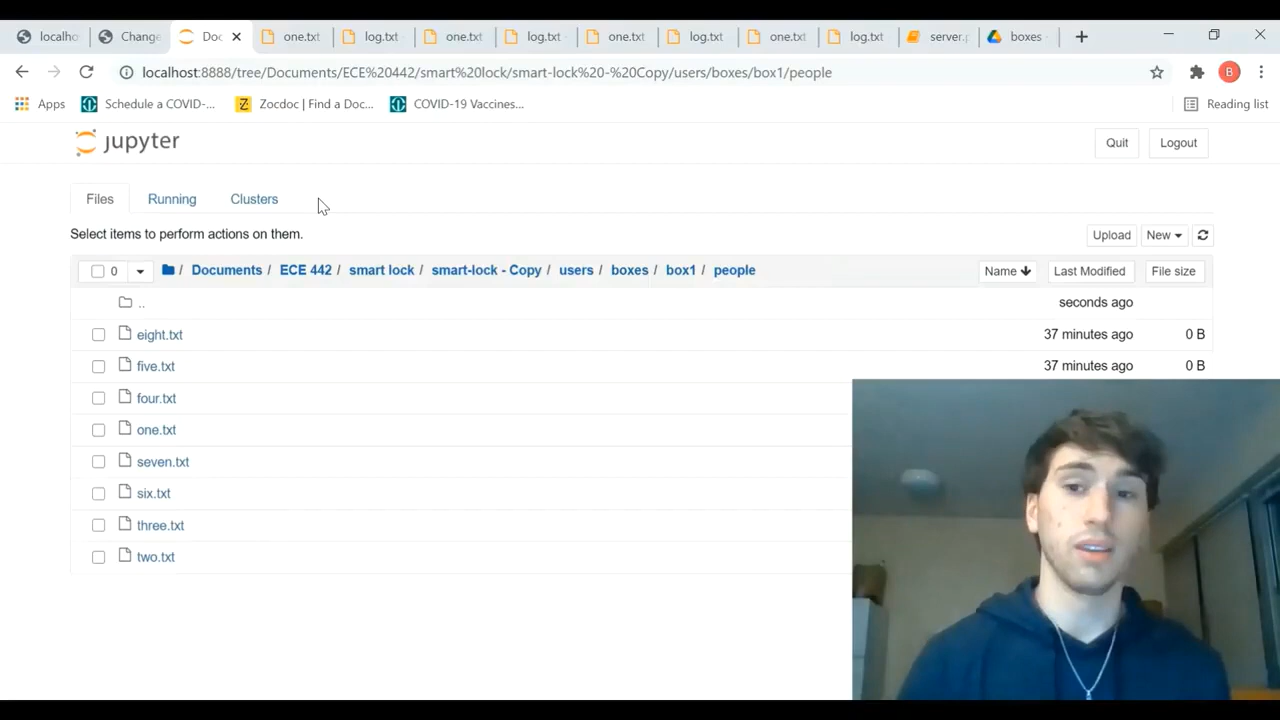 localho
Change
Doc
one.txt
log.txt
one.txt
log.txt
one.txt
log.txt
one.txt
log.txt
server.p
boxes
localhost:8888/tree/Documents/ECE%20442/smart%20lock/smart-lock%20-%20Copy/users/boxes/box1/people
B
Apps
Schedule a COVID-...
Z
Zocdoc | Find a Doc...
COVID-19 Vaccines...
Reading list
jupyter
Quit
Logout
Files
Running
Clusters
Select items to perform actions on them.
Upload
New
0
/ Documents / ECE 442 / smart lock / smart-lock - Copy / users / boxes / box1 / people
Name
Last Modified
File size
..
seconds ago
eight.txt
37 minutes ago
0 B
five.txt
37 minutes ago
0 B
four.txt
one.txt
seven.txt
six.txt
three.txt
two.txt